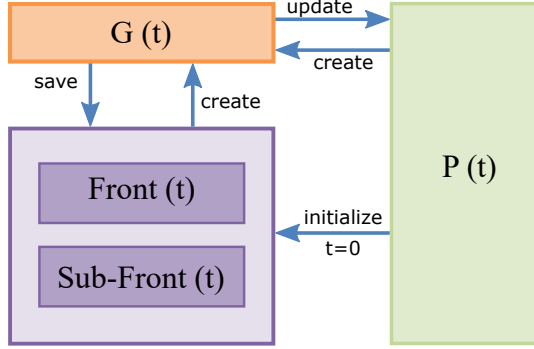 update
G (t)
create
save
create
Front (t)
P (t)
initialize
t=0
Sub-Front (t)